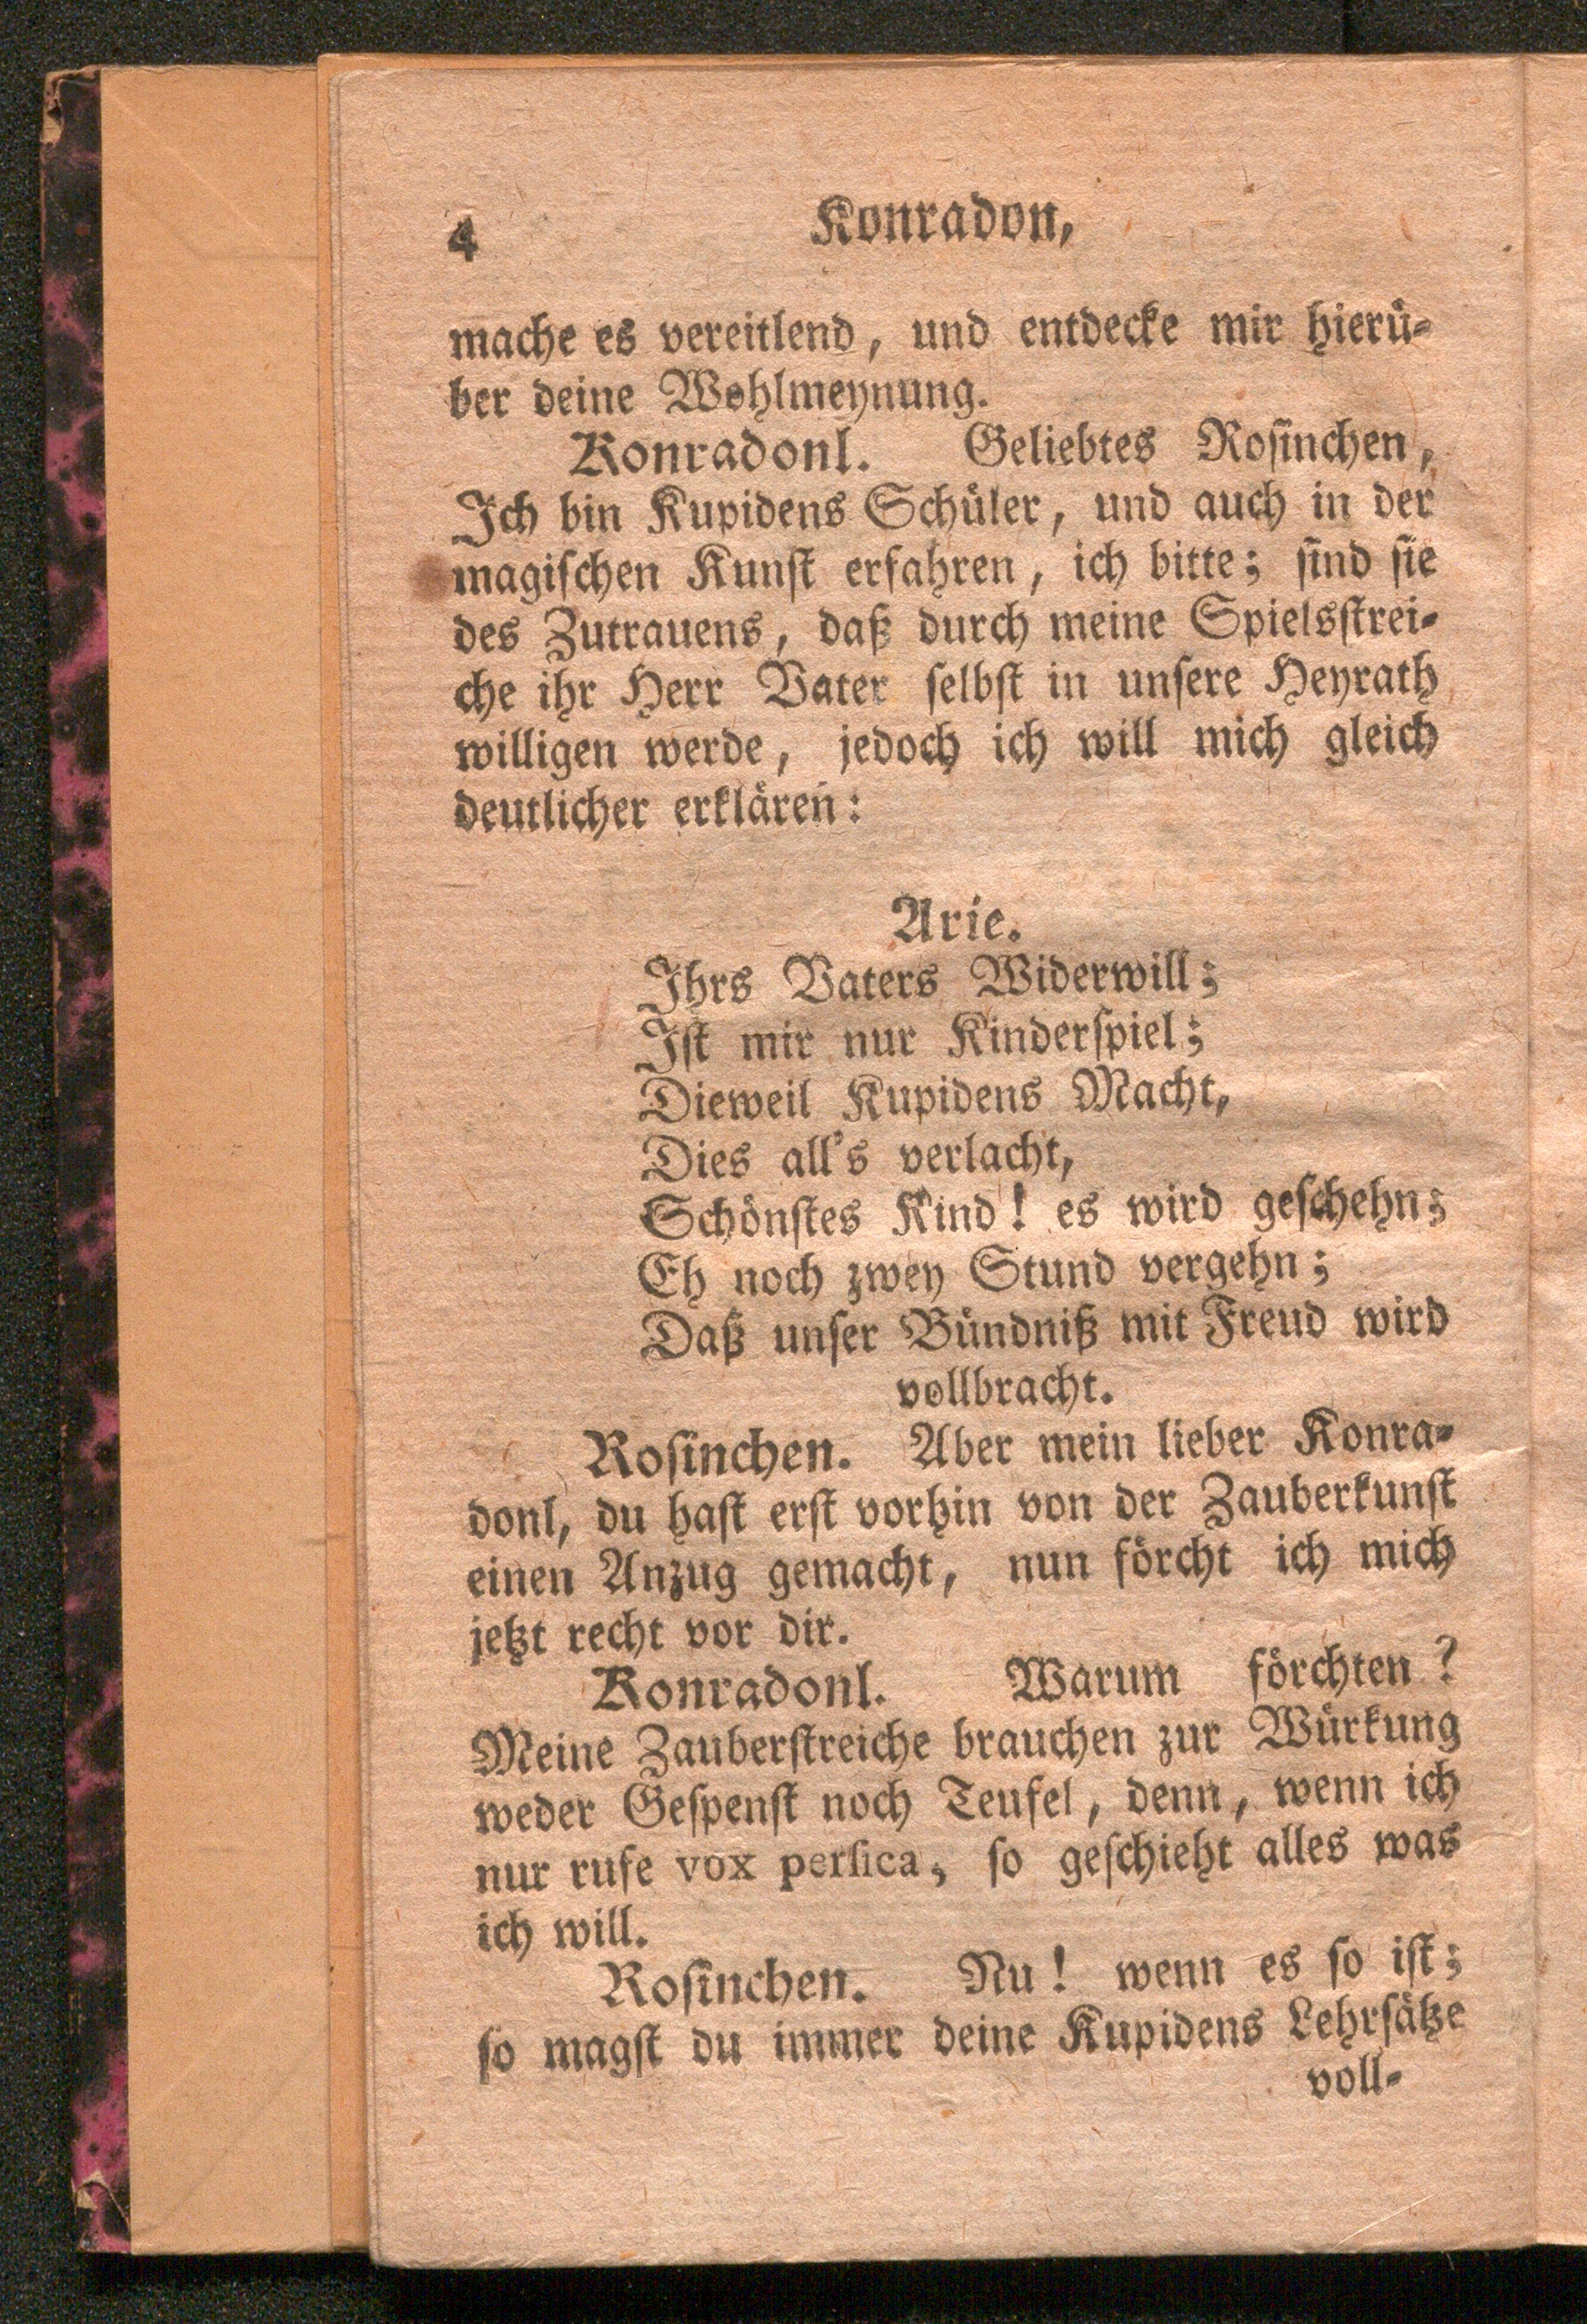 4
Konradon,
mache es vereitlend, und entdecke mir hierü-
ber deine Wohlmeynung.
Konradonl. Geliebtes Rosinchen,
Ich bin Kupidens Schüler, und auch in der
magischen Kunst erfahren, ich bitte; sind sie
des Zutrauens, daß durch meine Spielsstrei-
che ihr Herr Vater selbst in unsere Heyrath
willigen werde, jedoch ich will mich gleich
deutlicher erklären:
Arie.
Ihrs Vaters Widerwill;
Ist mir nur Kinderspiel;
Dieweil Kupidens Macht,
Dies all's verlacht,
Schönstes Kind! es wird geschehn;
Eh noch zwey Stund vergehn;
Daß unser Bündniß mit Freud wird
vollbracht.
Rosinchen. Aber mein lieber Konra-
donl, du hast erst vorhin von der Zauberkunst
einen Anzug gemacht, nun förcht ich mich
jetzt recht vor dir.
Konradonl. Warum förchten?
Meine Zauberstreiche brauchen zur Würkung
weder Gespenst noch Teufel, denn, wenn ich
nur rufe vox persica, so geschieht alles was
ich will.
Rosinchen. Nu! wenn es so ist;
so magst du immer deine Kupidens Lehrsätze
voll-